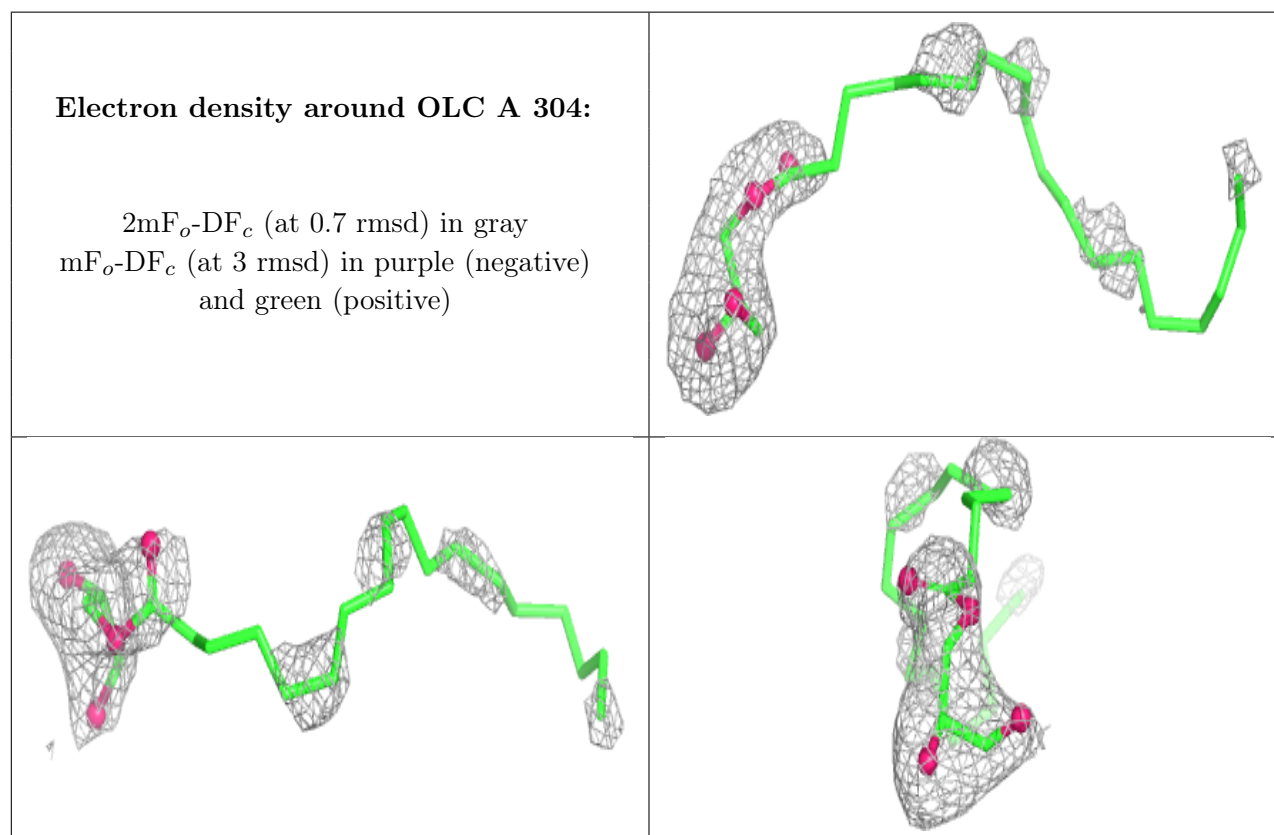 Electron density around OLC A 304:
2mFo-DFc (at 0.7 rmsd) in gray
mFo-DFc (at 3 rmsd) in purple (negative)
and green (positive)